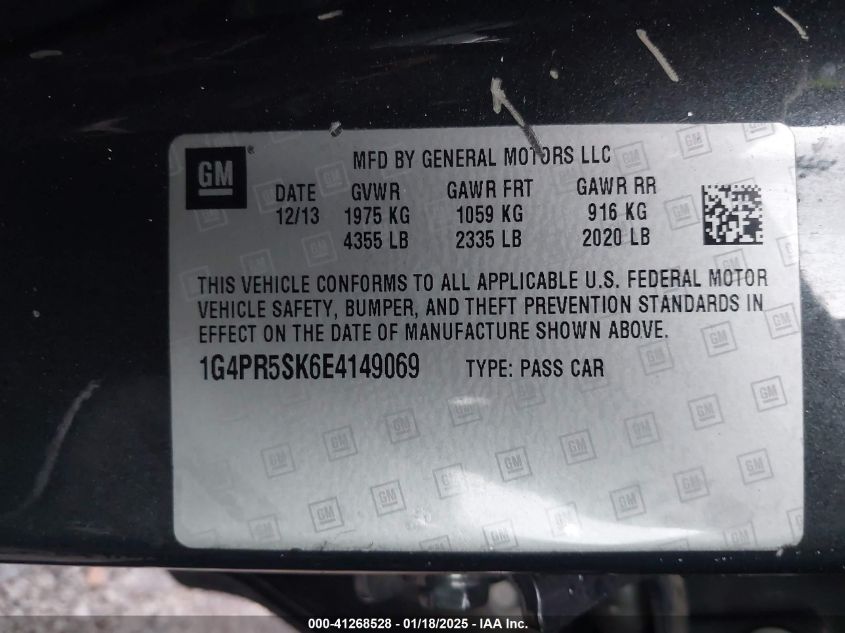 GM ®
MFD BY GENERAL MOTORS LLC
DATE GVWR GAWR FRT GAWR RR
12/13 1975 KG 1059 KG 916 KG
4355 LB 2335 LB 2020 LB
THIS VEHICLE CONFORMS TO ALL APPLICABLE U.S. FEDERAL MOTOR
VEHICLE SAFETY, BUMPER, AND THEFT PREVENTION STANDARDS IN
EFFECT ON THE DATE OF MANUFACTURE SHOWN ABOVE.
1G4PR5SK6E4149069 TYPE: PASS CAR
000-41268528 - 01/18/2025 - IAA Inc.